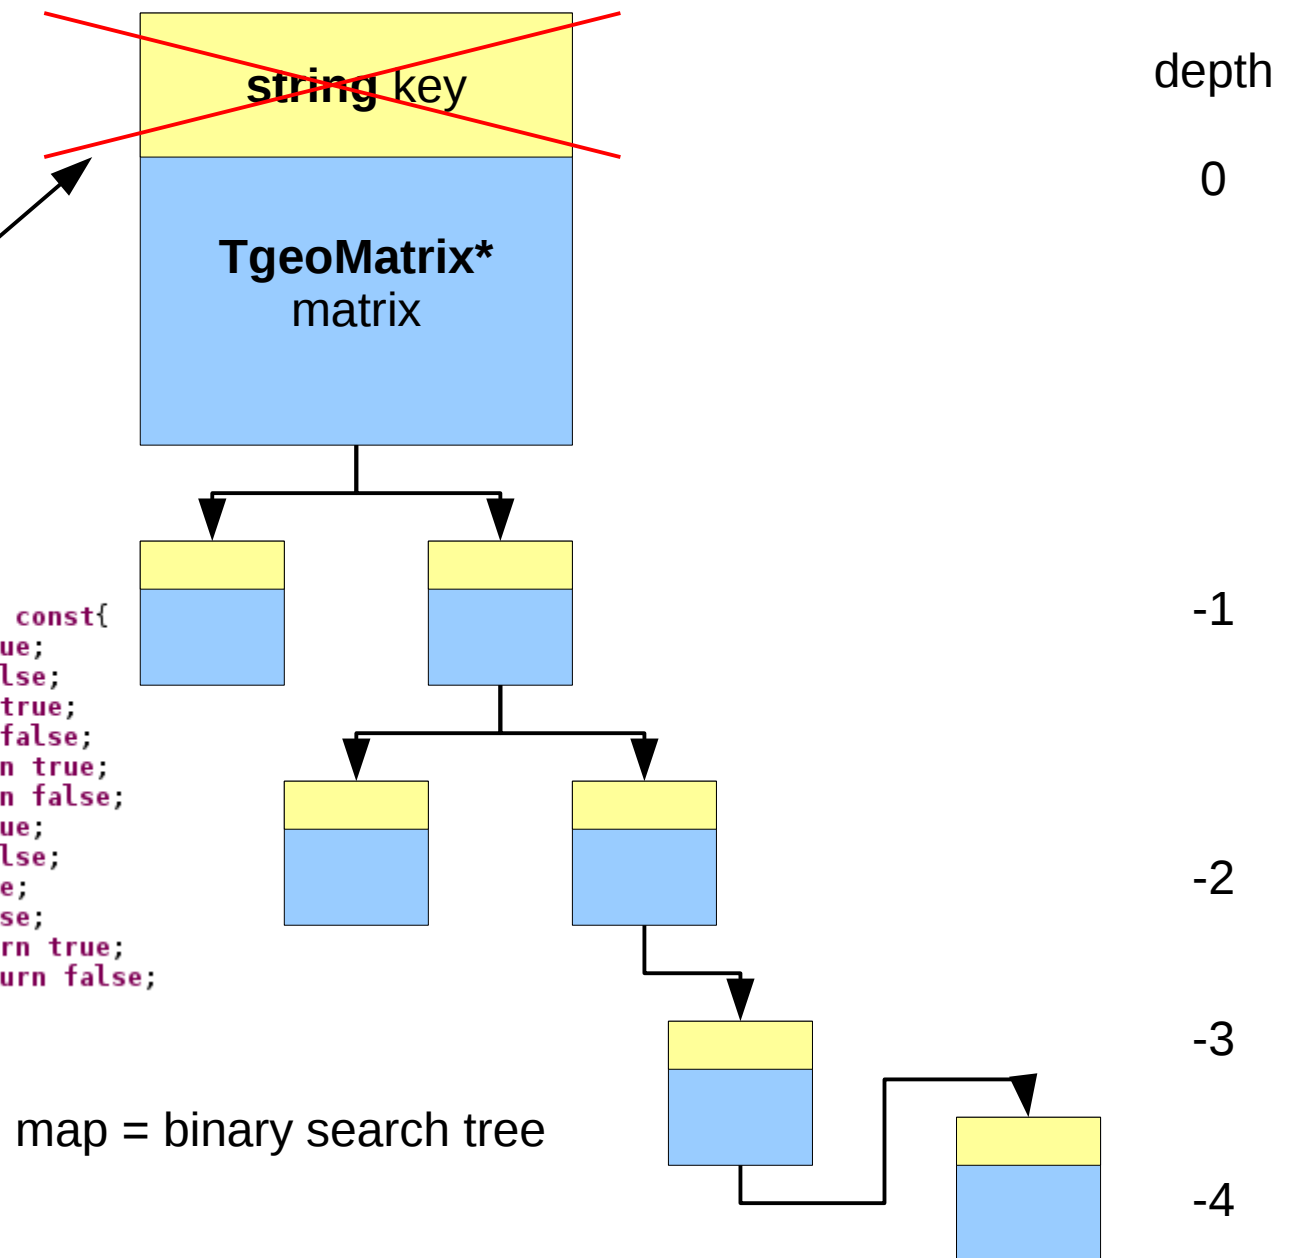 string key
depth
0
TgeoMatrix*
matrix
-1
const{
ue;
lse;
true;
false;
n true;
n false;
ue;
lse;
e;
se;
rn true;
urn false;
-2
-3
map = binary search tree
-4